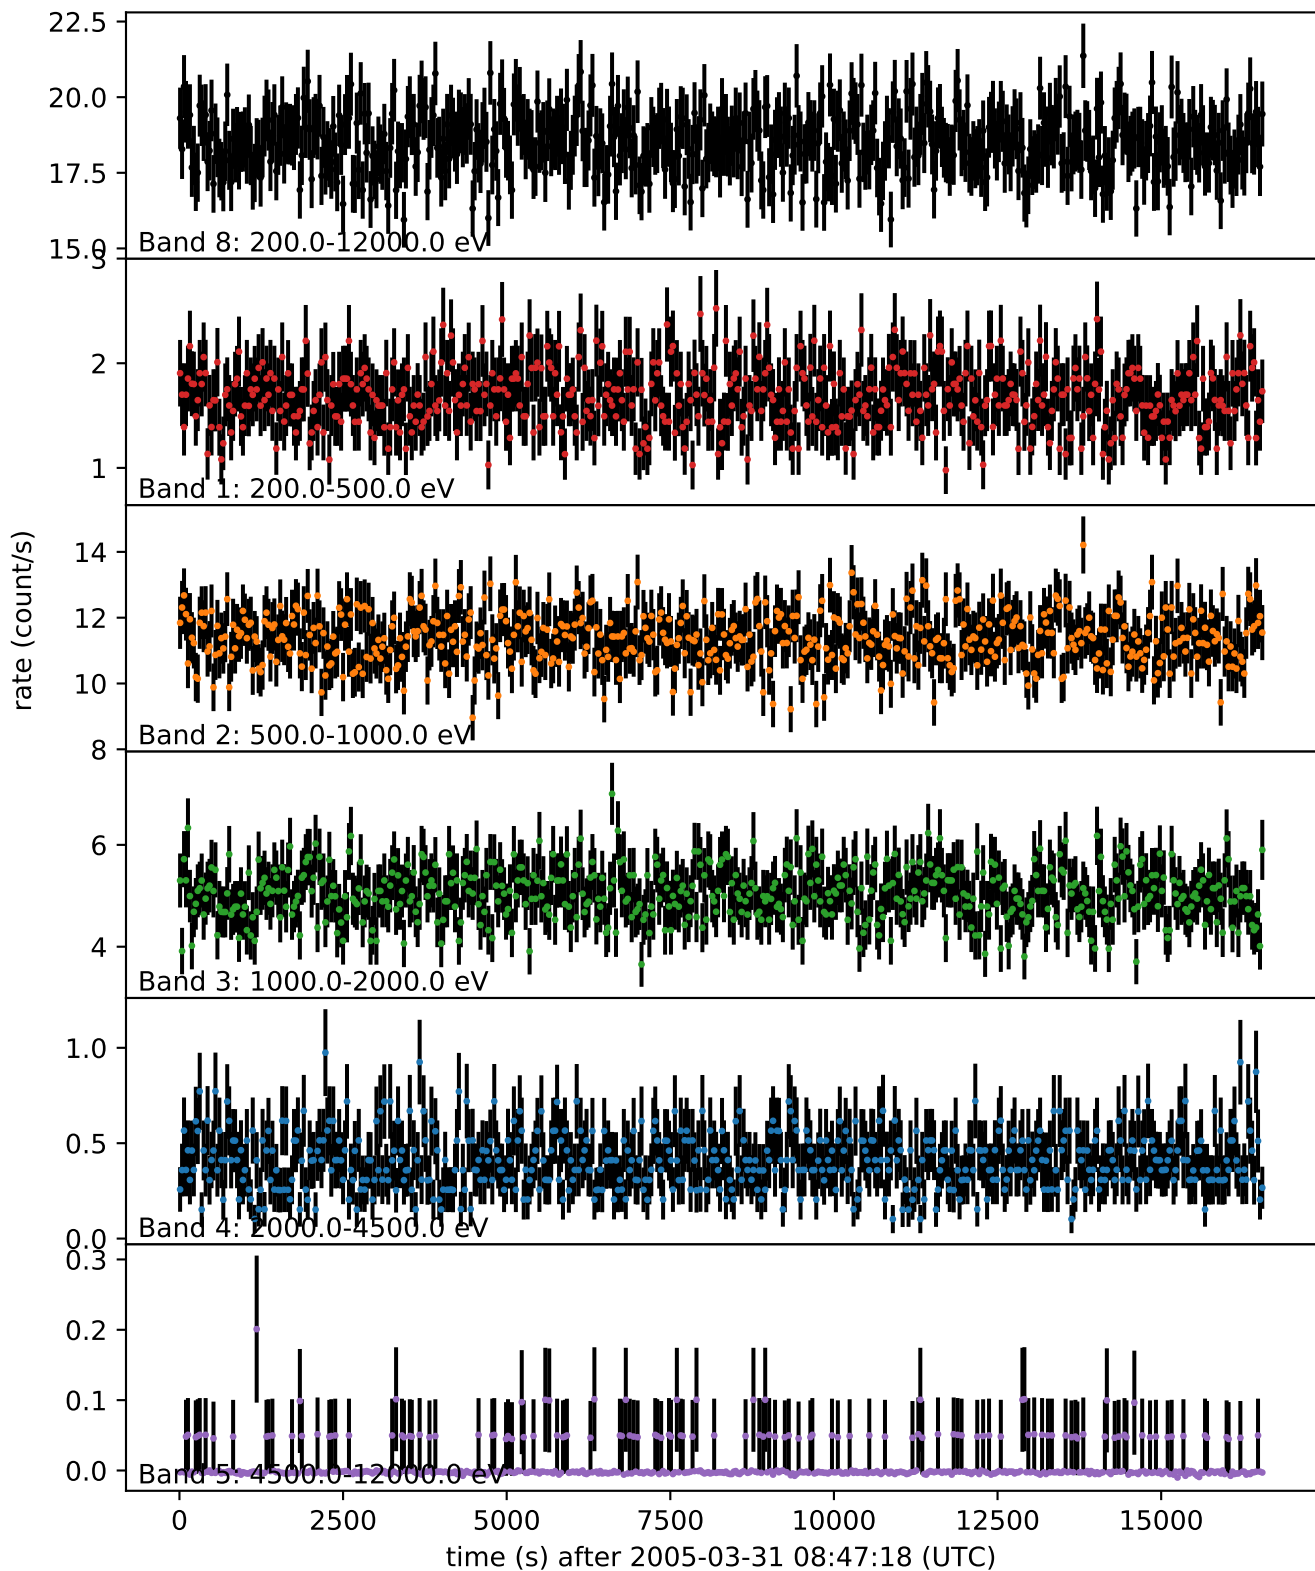 22.5
20.0
17.5
15.0
Band 8: 200.0-12000.0 eV
3
2
1
Band 1: 200.0-500.0 eV
14
12
10
8
Band 2: 500.0-1000.0 eV
rate (count/s)
6
4
Band 3: 1000.0-2000.0 eV
1.0
0.5
0.0
Band 4: 2000.0-4500.0 eV
0.3
0.2
0.1
0.0
Band 5: 4500.0-12000.0 eV
0 2500 5000 7500 10000 12500 15000
time (s) after 2005-03-31 08:47:18 (UTC)